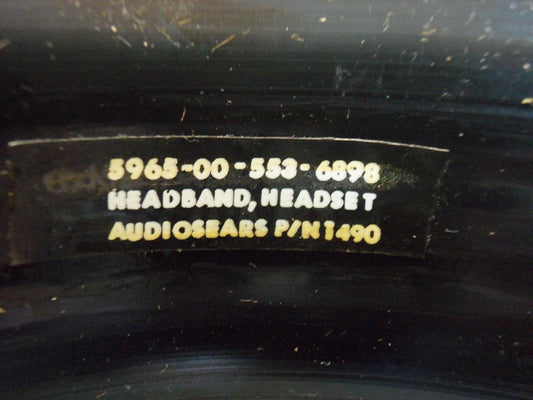 5965-00-553-6898
HEADBAND, HEADSET
AUDIOSEARS P/N 1490